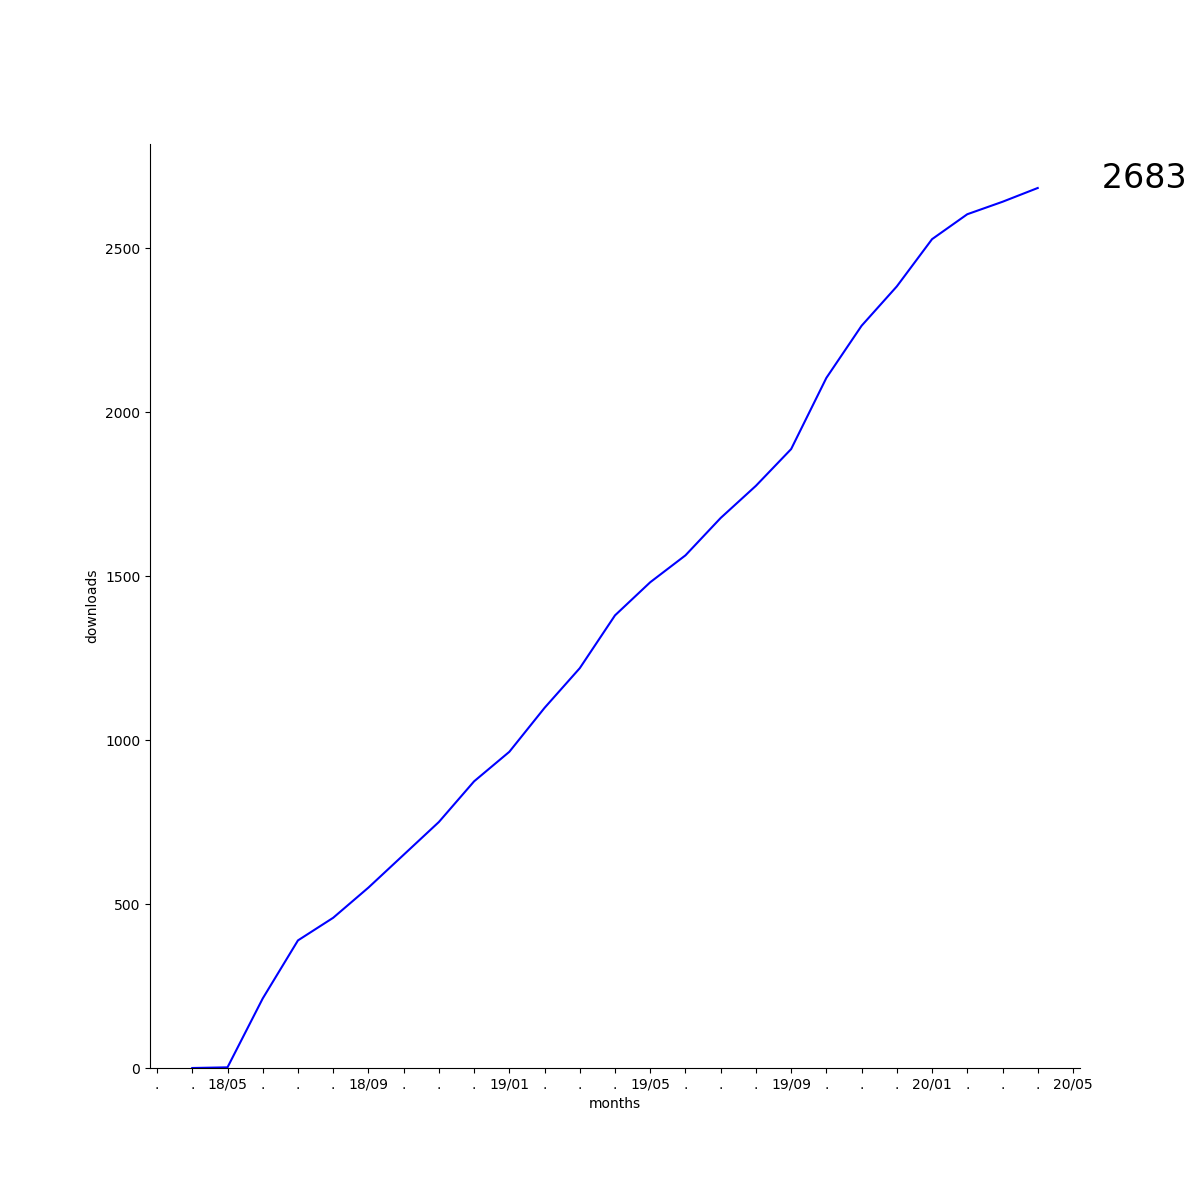 2683
2500
2000
1500
1000
500
0
downloads
. . 18/05 . . . 18/09 . . . 19/01 . . . 19/05 . . . 19/09 . . . 20/01 . . . 20/05
months